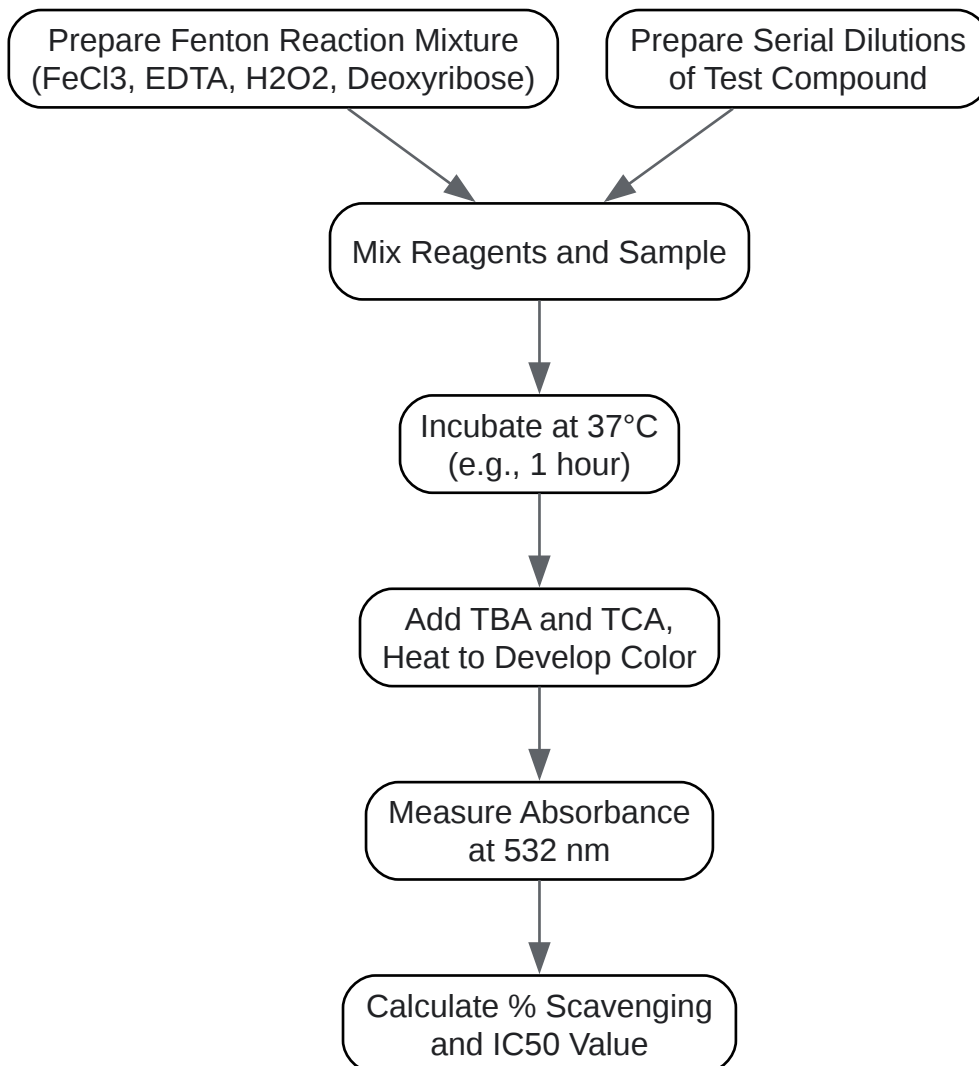 Prepare Fenton Reaction Mixture
(FeCl3, EDTA, H2O2, Deoxyribose)
Prepare Serial Dilutions
of Test Compound
Mix Reagents and Sample
Incubate at 37°C
(e.g., 1 hour)
Add TBA and TCA,
Heat to Develop Color
Measure Absorbance
at 532 nm
Calculate % Scavenging
and IC50 Value